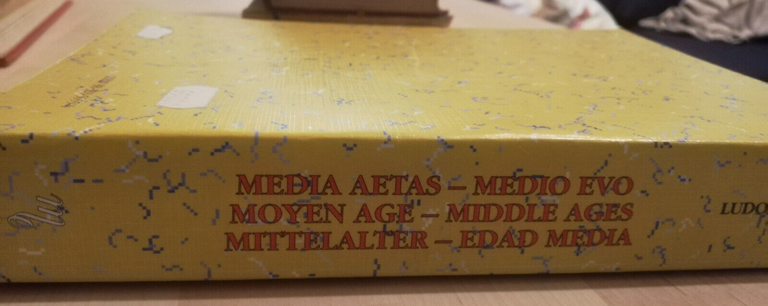 MEDIA AETAS – MEDIO EVO
MOYEN AGE – MIDDLE AGES
MITTELALTER – EDAD MEDIA
LUDO